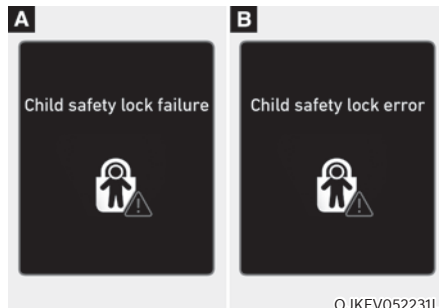 A
Child safety lock failure
B
Child safety lock error
OJKEV052231L